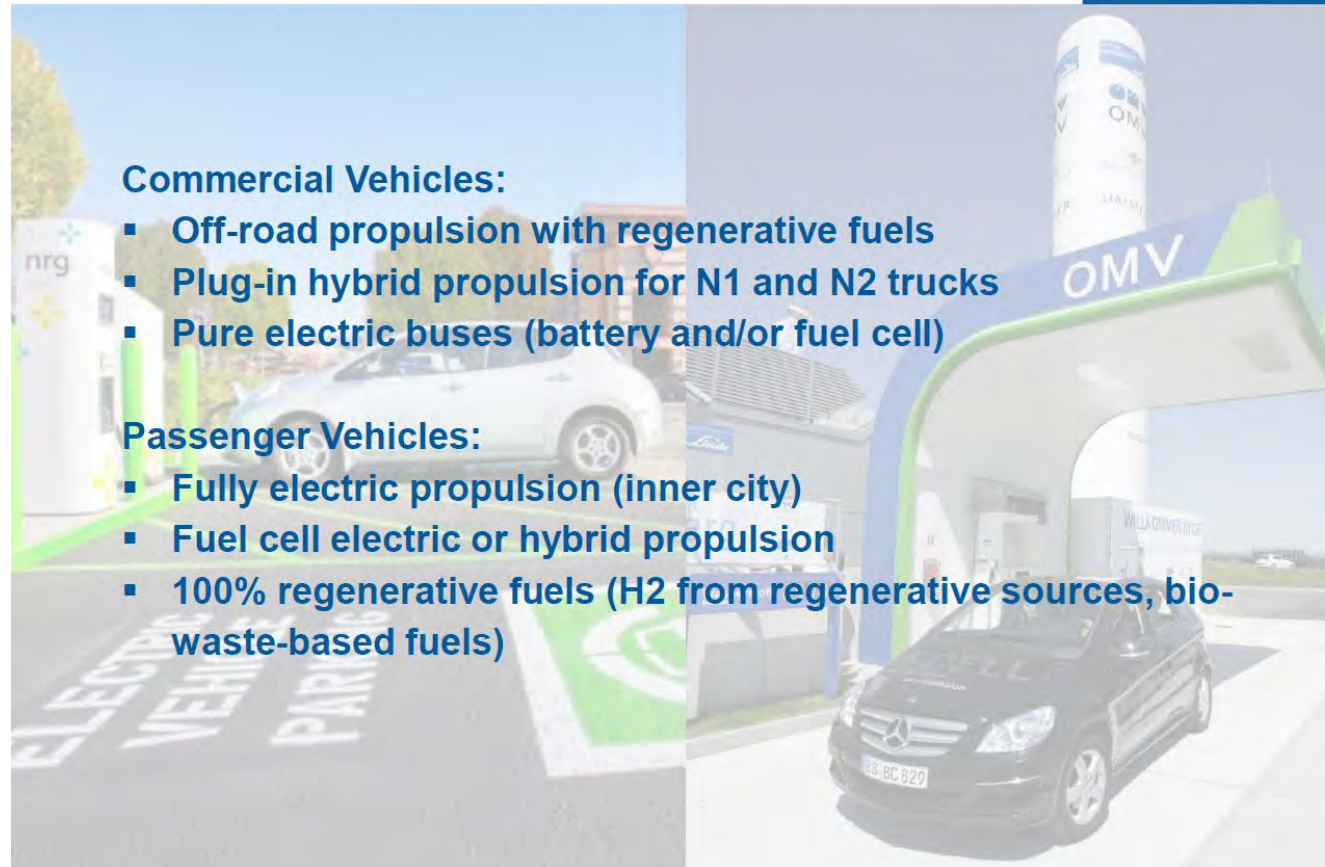 Commercial Vehicles:
▪ Off-road propulsion with regenerative fuels
▪ Plug-in hybrid propulsion for N1 and N2 trucks
▪ Pure electric buses (battery and/or fuel cell)
Passenger Vehicles:
▪ Fully electric propulsion (inner city)
▪ Fuel cell electric or hybrid propulsion
▪ 100% regenerative fuels (H2 from regenerative sources, bio-
waste-based fuels)
nrg
OMV
OMV
Linde
ELECTRIC
VEHICLE
PARKING
BB BC 829